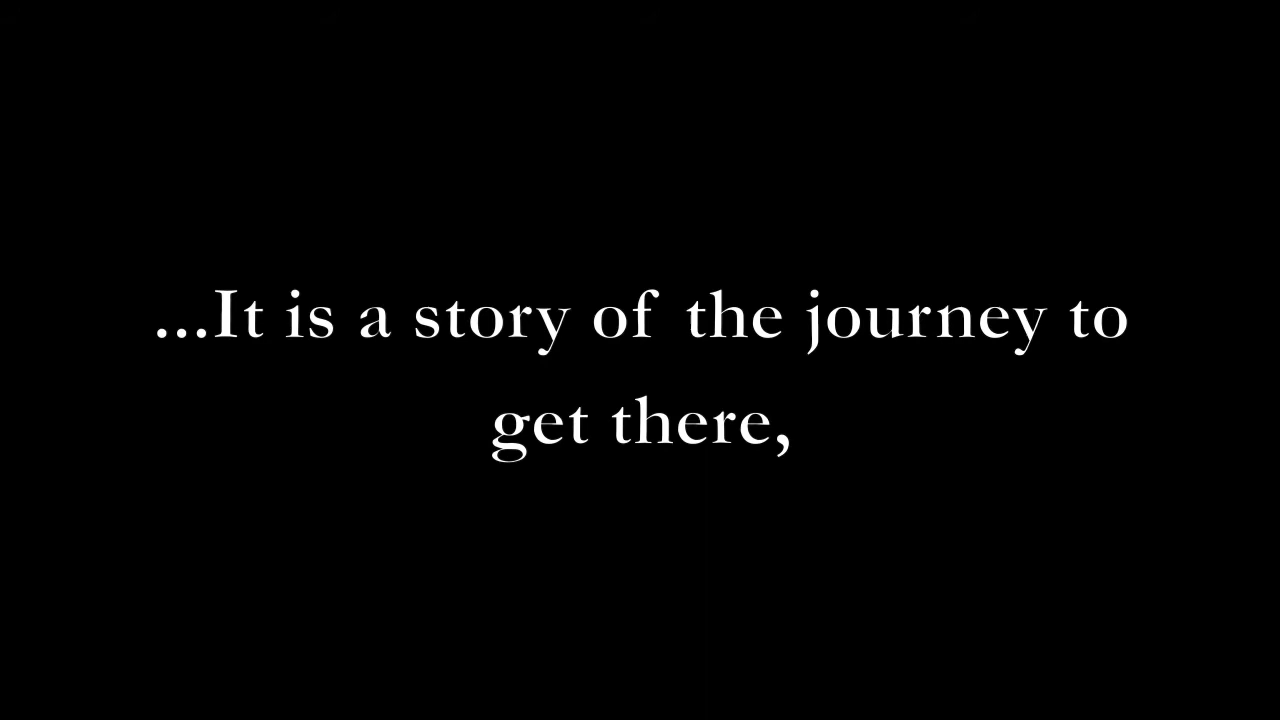 ...It is a story of the journey to
get there,